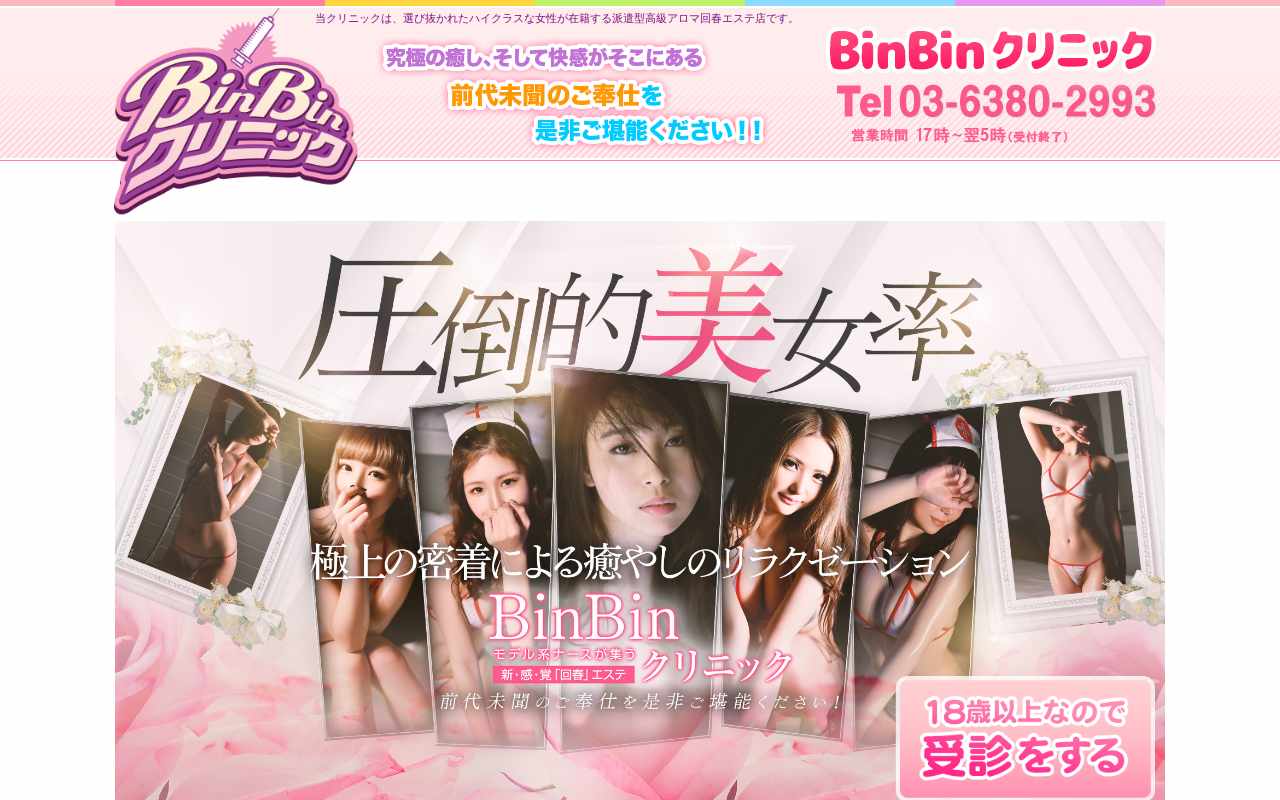 当クリニックは、選び抜かれたハイクラスな女性が在籍する派遣型高級アロマ回春エステ店です。
BinBin
クリニック
究極の癒し、そして快感がそこにある
前代未聞のご奉仕を
是非ご堪能ください!!
BinBin クリニック
Tel 03-6380-2993
営業時間 17時~翌5時(受付終了)
圧倒的美女率
極上の密着による癒やしのリラクゼーション
BinBin
モデル系ナースが集う
クリニック
新・感・覚「回春」エステ
前代未聞のご奉仕を是非ご堪能ください!
18歳以上なので
受診をする